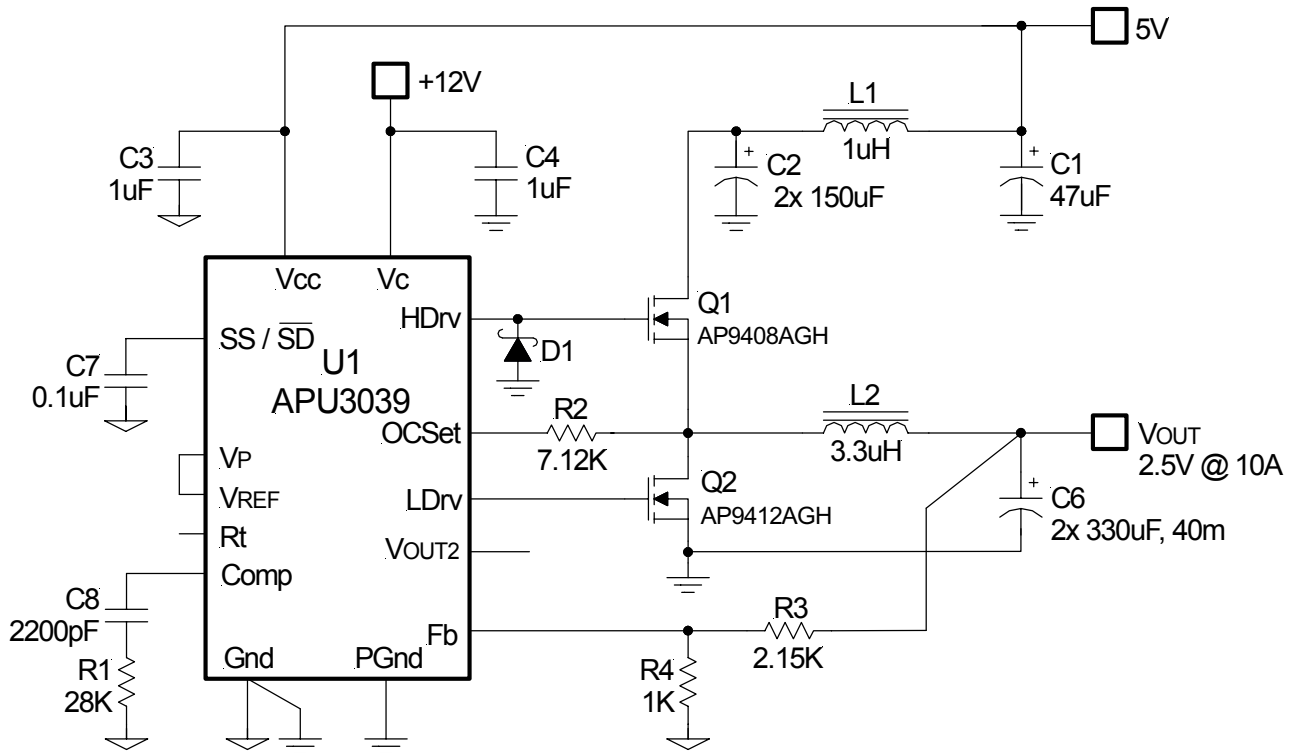 5V
+12V
L1
1uH
C3
1uF
C4
1uF
+
C2
2x 150uF
+
C1
47uF
Vcc
Vc
HDrv
Q1
AP9408AGH
SS / SD
D1
C7
0.1uF
U1
APU3039
OCSet
R2
7.12K
L2
3.3uH
VOUT
2.5V @ 10A
VP
VREF
LDrv
Q2
AP9412AGH
+
C6
2x 330uF, 40m
Rt
VOUT2
Comp
C8
2200pF
Fb
R3
2.15K
R1
28K
Gnd
PGnd
R4
1K